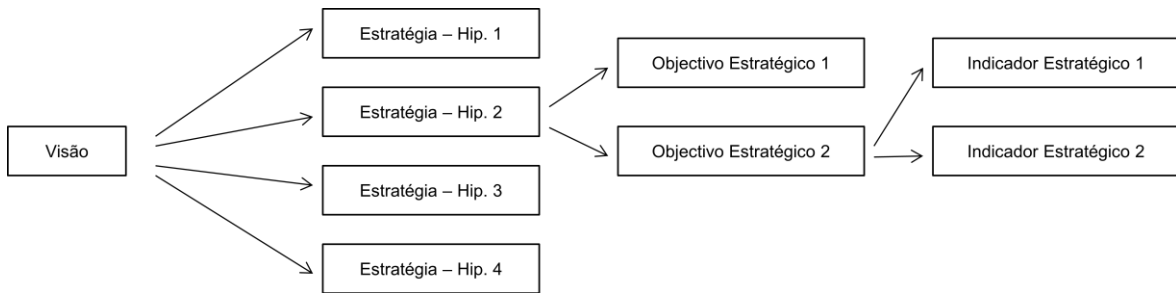 Visão
Estratégia – Hip. 1
Estratégia – Hip. 2
Estratégia – Hip. 3
Estratégia – Hip. 4
Objectivo Estratégico 1
Objectivo Estratégico 2
Indicador Estratégico 1
Indicador Estratégico 2